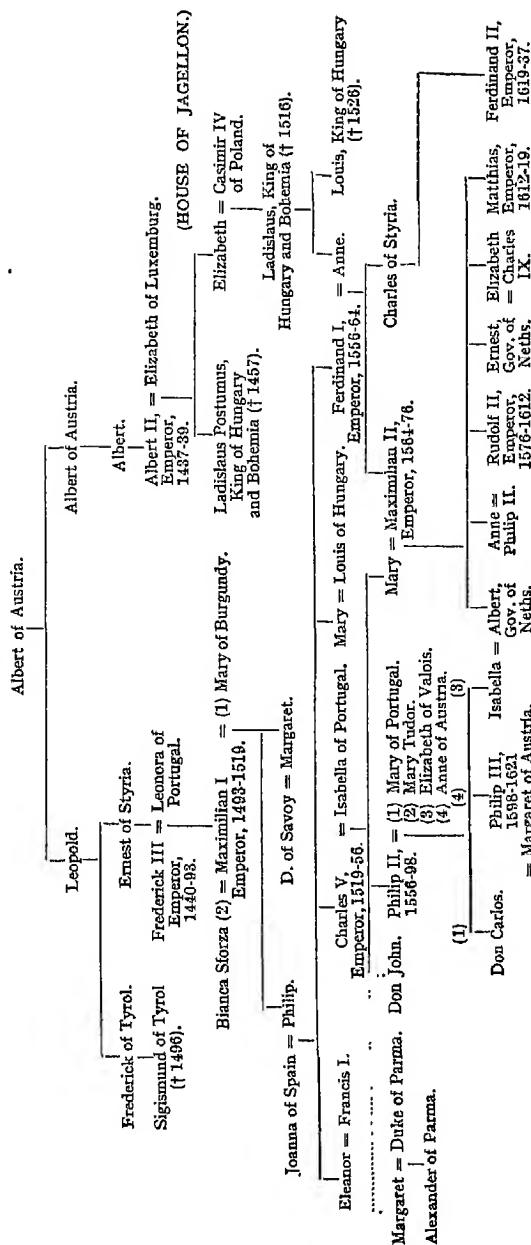 Albert of Austria.
Leopold.
Albert of Austria.
Frederick of Tyrol.
Ernest of Styria.
Albert.
Sigismund of Tyrol
(† 1496).
Frederick III = Leonora of
Emperor, Portugal.
1440-93.
Albert II, = Elizabeth of Luxemburg.
Emperor,
1437-39.
(HOUSE OF JAGELLON.)
Bianca Sforza (2) = Maximilian I = (1) Mary of Burgundy.
Emperor, 1493-1519.
Ladislaus Postumus,
King of Hungary
and Bohemia († 1457).
Elizabeth = Casimir IV
of Poland.
Joanna of Spain = Philip.
D. of Savoy = Margaret.
Ladislaus, King of
Hungary and Bohemia († 1516).
Eleanor = Francis I.
Charles V, = Isabella of Portugal.
Emperor, 1519-56.
Mary = Louis of Hungary.
Ferdinand I, = Anne.
Emperor, 1556-64.
Louis, King of Hungary
(† 1526).
Margaret = Duke of Parma.
Don John.
Philip II, = (1) Mary of Portugal.
1556-98. (2) Mary Tudor.
(3) Elizabeth of Valois.
(4) Anne of Austria.
Mary = Maximilian II,
Emperor, 1564-76.
Charles of Styria.
Alexander of Parma.
(1)
(4)
(3)
Don Carlos.
Philip III,
1598-1621
= Margaret of Austria.
Isabella = Albert,
Gov. of
Neths.
Anne =
Philip II.
Rudolf II,
Emperor,
1576-1612.
Ernest,
Gov. of
Neths.
Elizabeth
= Charles
IX.
Matthias,
Emperor,
1612-19.
Ferdinand II,
Emperor,
1619-37.